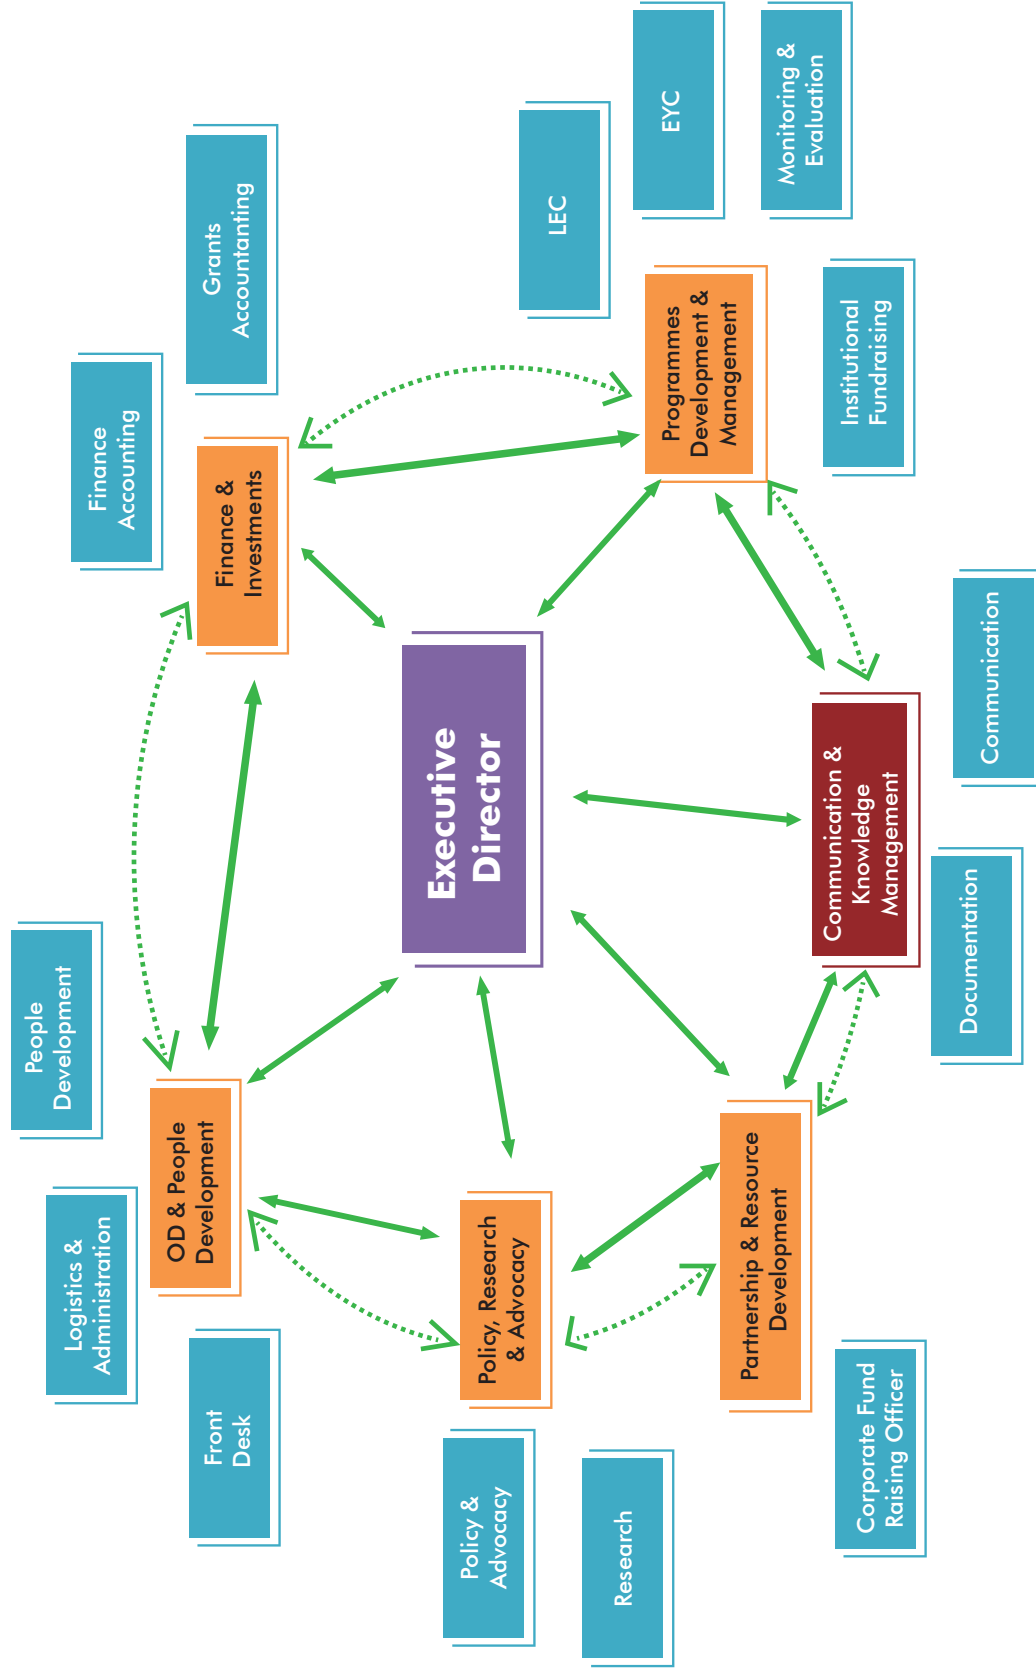 People
Development
Logistics &
Administration
Finance
Accounting
Front
Desk
OD & People
Development
Finance &
Investments
Grants
Accountanting
Policy &
Advocacy
Policy, Research
& Advocacy
Executive
Director
LEC
Research
EYC
Partnership & Resource
Development
Programmes
Development &
Management
Monitoring &
Evaluation
Corporate Fund
Raising Officer
Communication &
Knowledge
Management
Institutional
Fundraising
Documentation
Communication